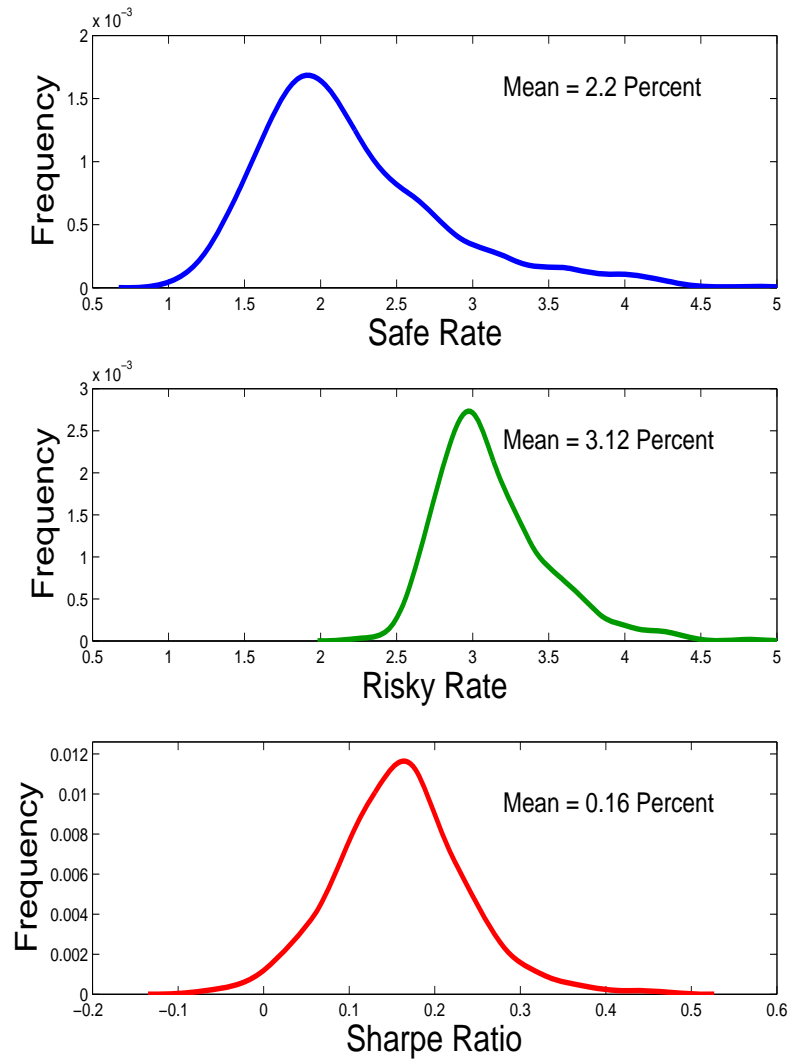 x 10⁻³
2
1.5
1
0.5
0
Frequency
Mean = 2.2 Percent
0.5 1 1.5 2 2.5 3 3.5 4 4.5 5
Safe Rate
x 10⁻³
3
2.5
2
1.5
1
0.5
0
Frequency
Mean = 3.12 Percent
0.5 1 1.5 2 2.5 3 3.5 4 4.5 5
Risky Rate
0.012
0.01
0.008
0.006
0.004
0.002
0
Frequency
Mean = 0.16 Percent
−0.2 −0.1 0 0.1 0.2 0.3 0.4 0.5 0.6
Sharpe Ratio